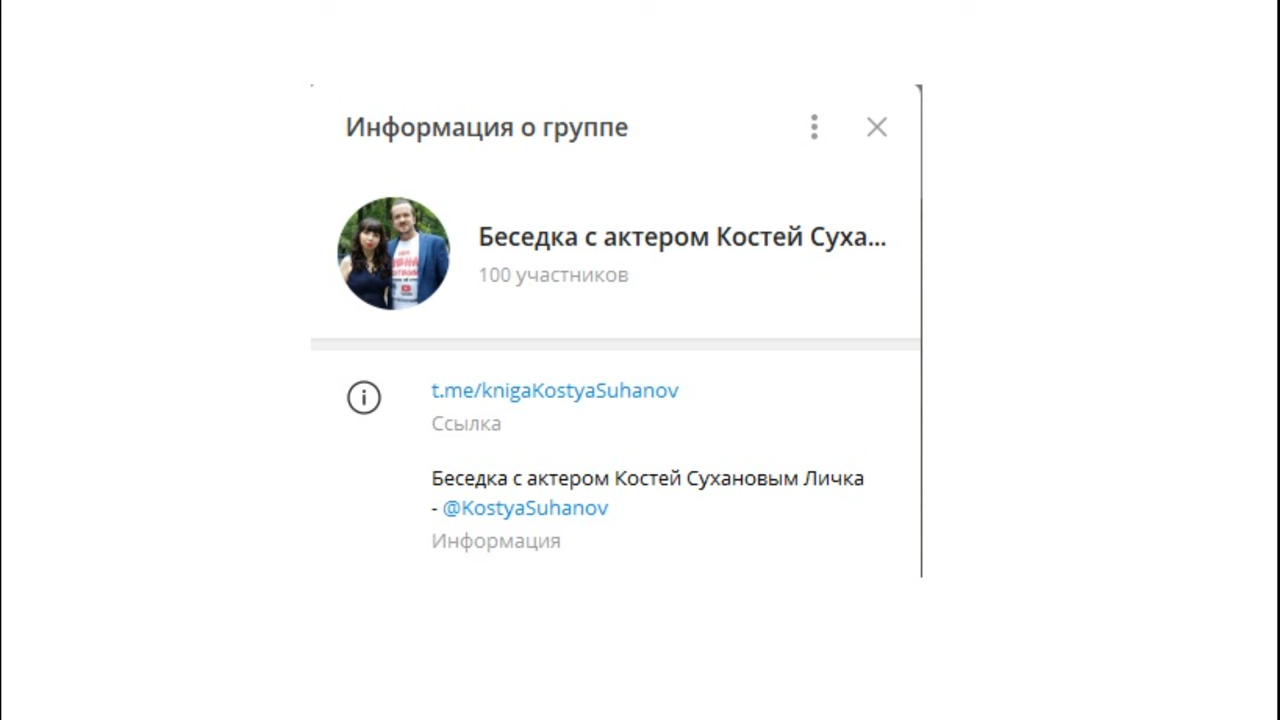 Информация о группе
Беседка с актером Костей Суха...
100 участников
t.me/knigaKostyaSuhanov
Ссылка
Беседка с актером Костей Сухановым Личка
- @KostyaSuhanov
Информация